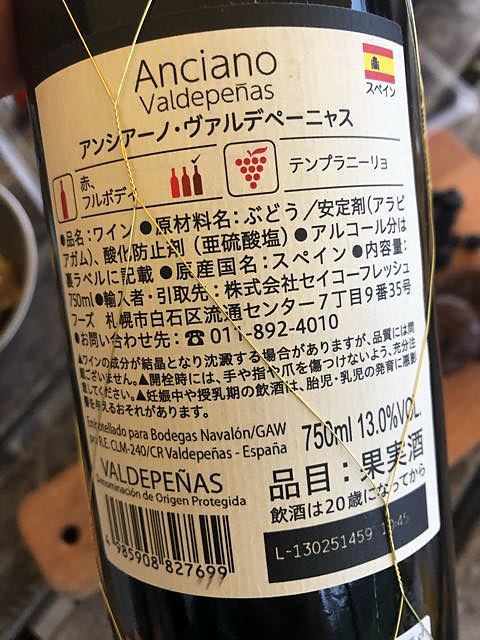 Anciano
Valdepeñas
スペイン
アンシアーノ・ヴァルデペーニャス
赤、
フルボディ
テンプラニーリョ
●品名：ワイン ●原材料名：ぶどう／安定剤（アラビ
アガム）、酸化防止剤（亜硫酸塩）●アルコール分は
裏ラベルに記載 ●原産国名：スペイン ●内容量：
750ml ●輸入者・引取先：株式会社セイコーフレッシュ
フーズ 札幌市白石区流通センター7丁目9番35号
●お問い合わせ先：☎011-892-4010
▲ワインの成分が結晶となり沈澱する場合がありますが、品質には問
題ございません。▲開栓時には、手や指や爪を傷つけないよう、充分注
意してください。▲妊娠中や授乳期の飲酒は、胎児・乳児の発育に悪影
響を与えるおそれがあります。
Embotellado para Bodegas Navalón/GAW
por R.E. CLM-240/CR Valdepeñas - España
750ml 13.0%VOL.
VALDEPEÑAS
Denominación de Origen Protegida
品目：果実酒
飲酒は20歳になってから
4 985908 827699
L-130251459 10:45